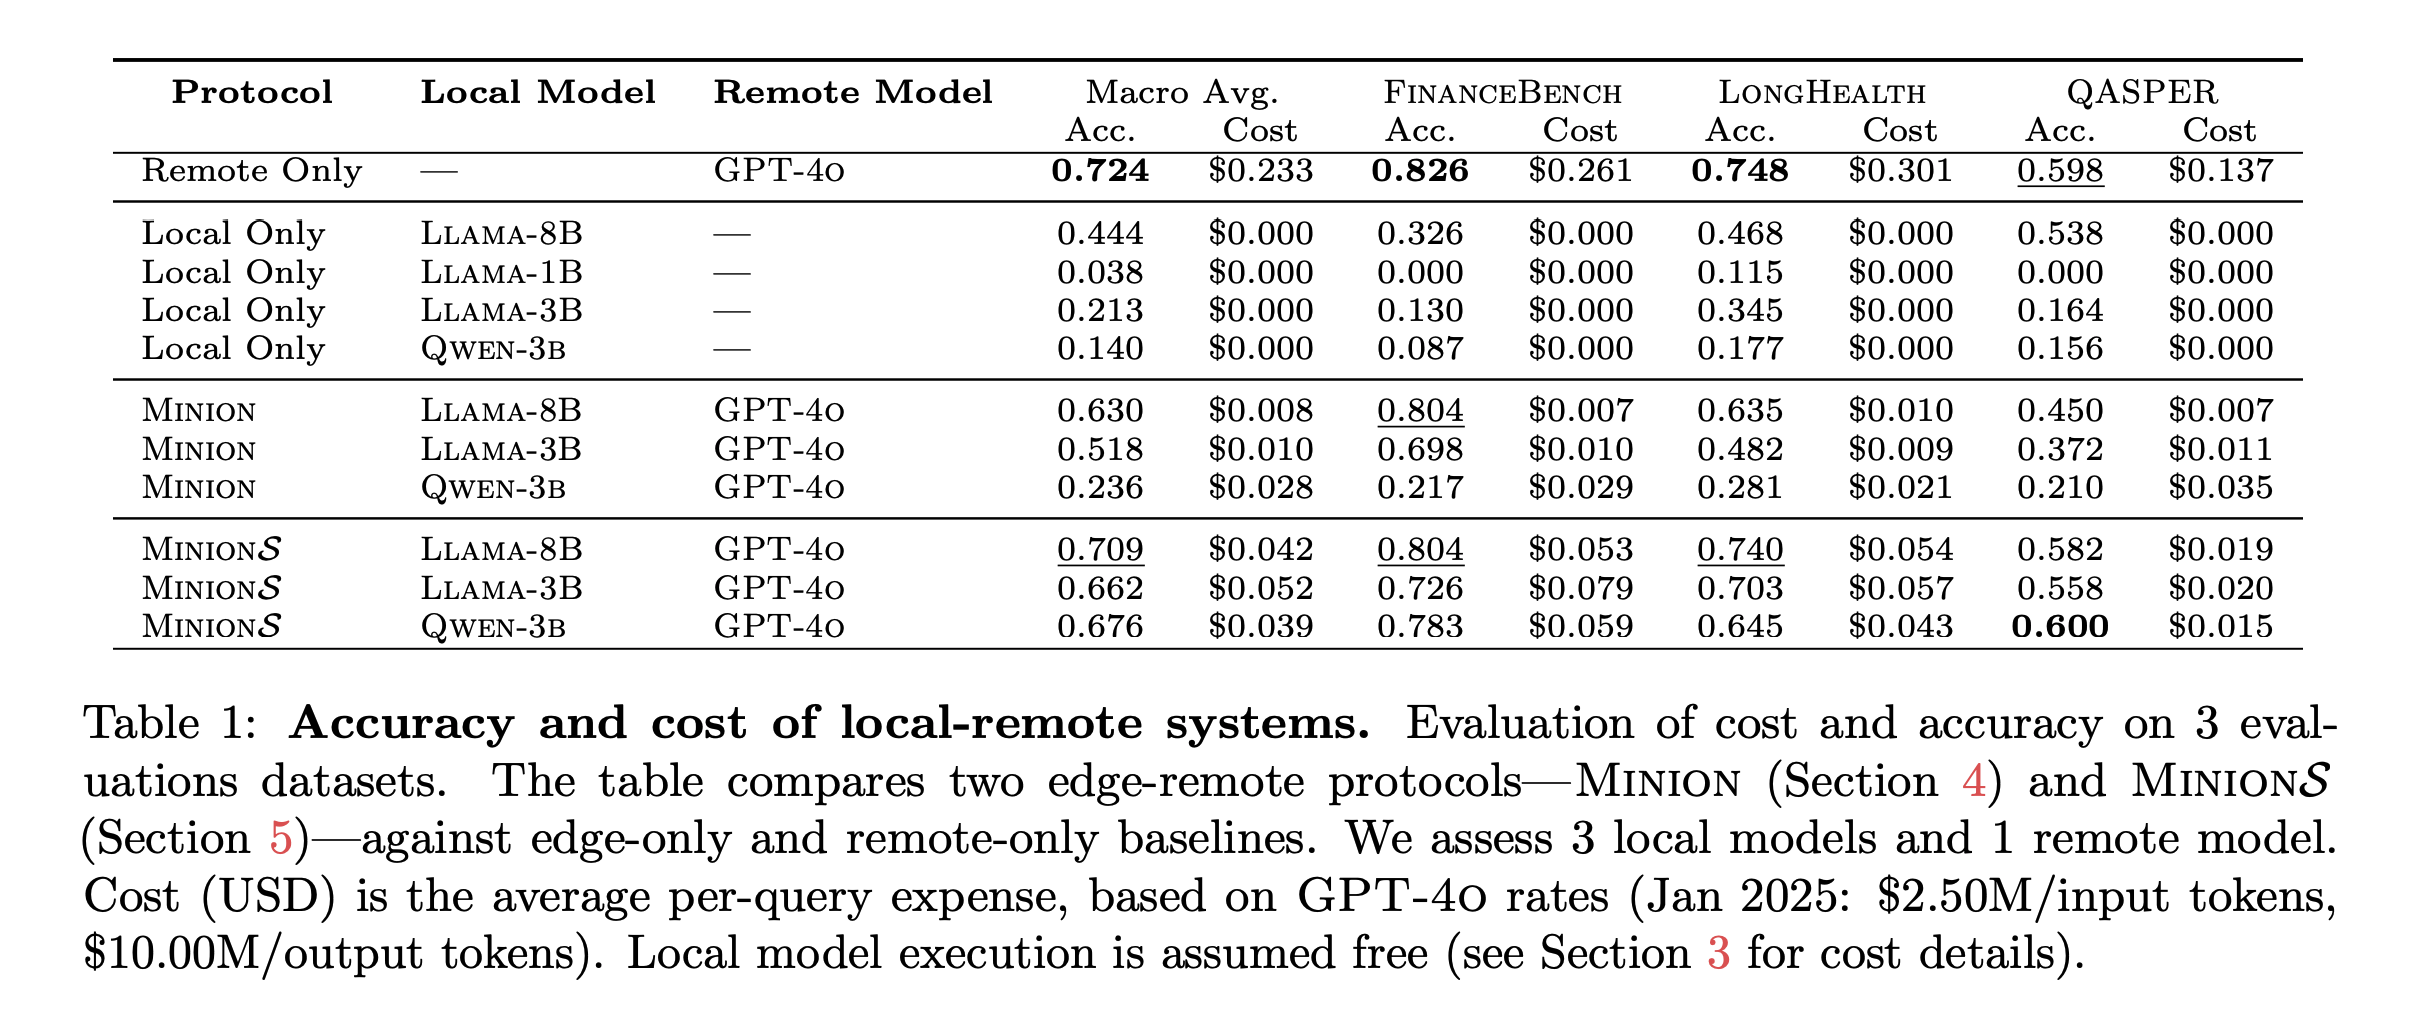 Protocol Local Model Remote Model Macro Avg. FINANCEBENCH LONGHEALTH QASPER
Acc. Cost Acc. Cost Acc. Cost Acc. Cost
Remote Only — GPT-4O 0.724 $0.233 0.826 $0.261 0.748 $0.301 0.598 $0.137
Local Only LLAMA-8B — 0.444 $0.000 0.326 $0.000 0.468 $0.000 0.538 $0.000
Local Only LLAMA-1B — 0.038 $0.000 0.000 $0.000 0.115 $0.000 0.000 $0.000
Local Only LLAMA-3B — 0.213 $0.000 0.130 $0.000 0.345 $0.000 0.164 $0.000
Local Only QWEN-3B — 0.140 $0.000 0.087 $0.000 0.177 $0.000 0.156 $0.000
MINION LLAMA-8B GPT-4O 0.630 $0.008 0.804 $0.007 0.635 $0.010 0.450 $0.007
MINION LLAMA-3B GPT-4O 0.518 $0.010 0.698 $0.010 0.482 $0.009 0.372 $0.011
MINION QWEN-3B GPT-4O 0.236 $0.028 0.217 $0.029 0.281 $0.021 0.210 $0.035
MINIONS LLAMA-8B GPT-4O 0.709 $0.042 0.804 $0.053 0.740 $0.054 0.582 $0.019
MINIONS LLAMA-3B GPT-4O 0.662 $0.052 0.726 $0.079 0.703 $0.057 0.558 $0.020
MINIONS QWEN-3B GPT-4O 0.676 $0.039 0.783 $0.059 0.645 $0.043 0.600 $0.015
Table 1: Accuracy and cost of local-remote systems. Evaluation of cost and accuracy on 3 eval-
uations datasets. The table compares two edge-remote protocols—MINION (Section 4) and MINIONS
(Section 5)—against edge-only and remote-only baselines. We assess 3 local models and 1 remote model.
Cost (USD) is the average per-query expense, based on GPT-4O rates (Jan 2025: $2.50M/input tokens,
$10.00M/output tokens). Local model execution is assumed free (see Section 3 for cost details).